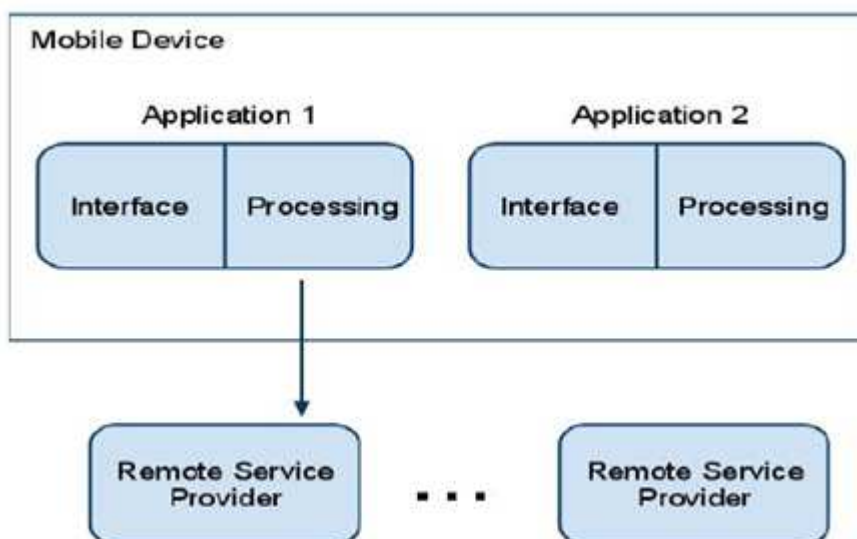 Mobile Device
Application 1
Application 2
Interface
Processing
Interface
Processing
Remote Service
Provider
...
Remote Service
Provider